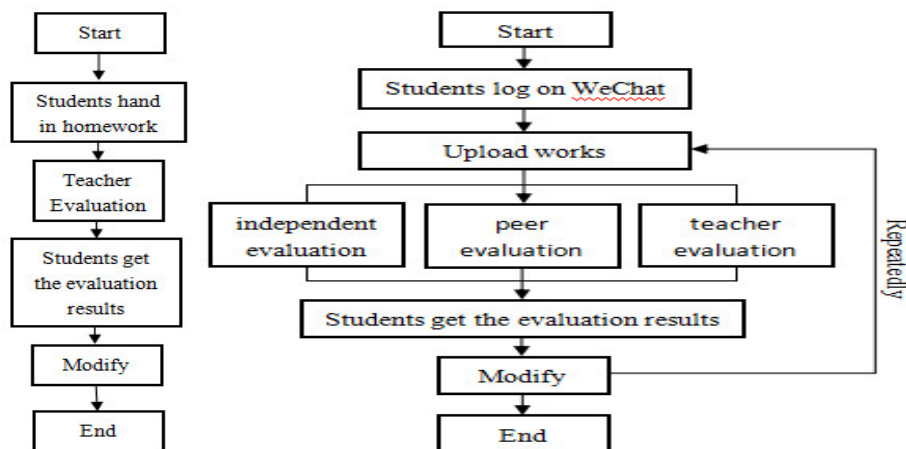 Start
Students hand
in homework
Teacher
Evaluation
Students get
the evaluation
results
Modify
End
Start
Students log on WeChat
Upload works
independent
evaluation
peer
evaluation
teacher
evaluation
Students get the evaluation results
Modify
End
Repeatedly